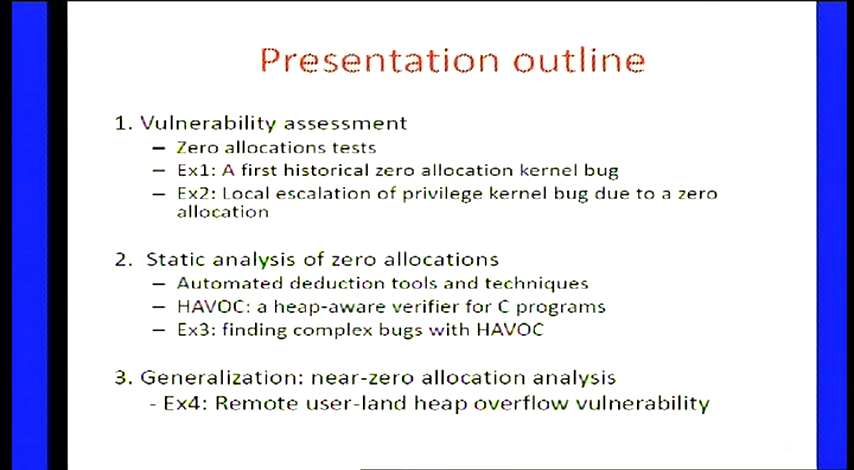 Presentation outline
1. Vulnerability assessment
– Zero allocations tests
– Ex1: A first historical zero allocation kernel bug
– Ex2: Local escalation of privilege kernel bug due to a zero
allocation
2. Static analysis of zero allocations
– Automated deduction tools and techniques
– HAVOC: a heap-aware verifier for C programs
– Ex3: finding complex bugs with HAVOC
3. Generalization: near-zero allocation analysis
- Ex4: Remote user-land heap overflow vulnerability